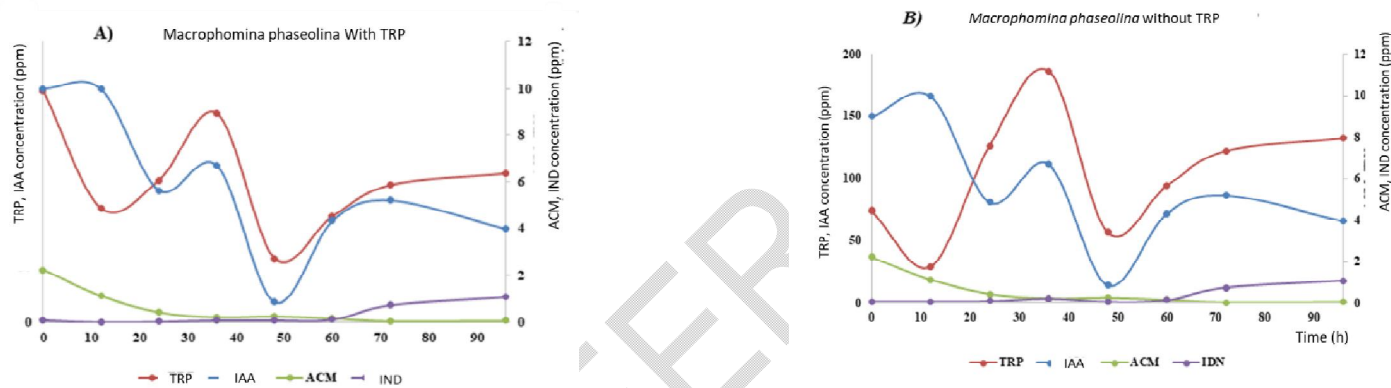 A) Macrophomina phaseolina With TRP
TRP, IAA concentration (ppm)
12
10
8
6
4
2
0
0 10 20 30 40 50 60 70 80 90
ACM, IND concentration (ppm)
TRP IAA ACM IND
B) Macrophomina phaseolina without TRP
TRP, IAA concentration (ppm)
200
150
100
50
0
12
10
8
6
4
2
0
0 10 20 30 40 50 60 70 80 90
Time (h)
ACM, IND concentration (ppm)
TRP IAA ACM IDN
TER